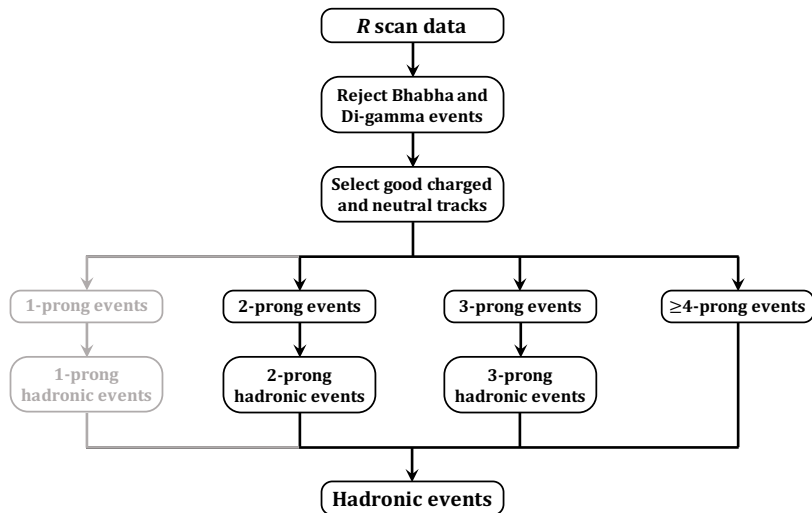 R scan data
Reject Bhabha and
Di-gamma events
Select good charged
and neutral tracks
1-prong events
2-prong events
3-prong events
≥4-prong events
1-prong
hadronic events
2-prong
hadronic events
3-prong
hadronic events
Hadronic events